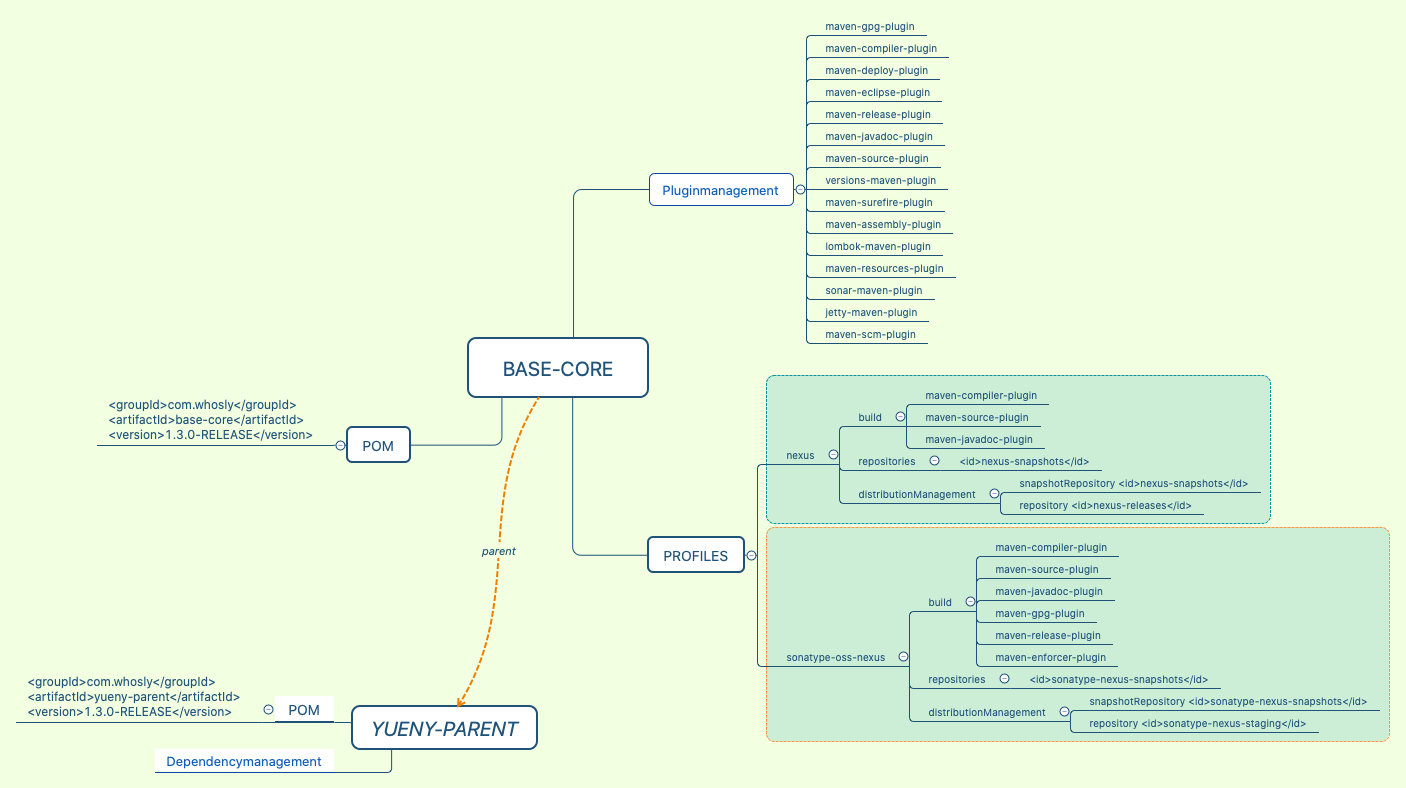 maven-gpg-plugin
maven-compiler-plugin
maven-deploy-plugin
maven-eclipse-plugin
maven-release-plugin
maven-javadoc-plugin
maven-source-plugin
versions-maven-plugin
maven-surefire-plugin
maven-assembly-plugin
lombok-maven-plugin
maven-resources-plugin
sonar-maven-plugin
jetty-maven-plugin
maven-scm-plugin
Pluginmanagement
BASE-CORE
<groupId>com.whosly</groupId>
<artifactId>base-core</artifactId>
<version>1.3.0-RELEASE</version>
POM
PROFILES
nexus
build
maven-compiler-plugin
maven-source-plugin
maven-javadoc-plugin
repositories
<id>nexus-snapshots</id>
distributionManagement
snapshotRepository <id>nexus-snapshots</id>
repository <id>nexus-releases</id>
sonatype-oss-nexus
build
maven-compiler-plugin
maven-source-plugin
maven-javadoc-plugin
maven-gpg-plugin
maven-release-plugin
maven-enforcer-plugin
repositories
<id>sonatype-nexus-snapshots</id>
distributionManagement
snapshotRepository <id>sonatype-nexus-snapshots</id>
repository <id>sonatype-nexus-staging</id>
parent
<groupId>com.whosly</groupId>
<artifactId>yueny-parent</artifactId>
<version>1.3.0-RELEASE</version>
POM
YUENY-PARENT
Dependencymanagement